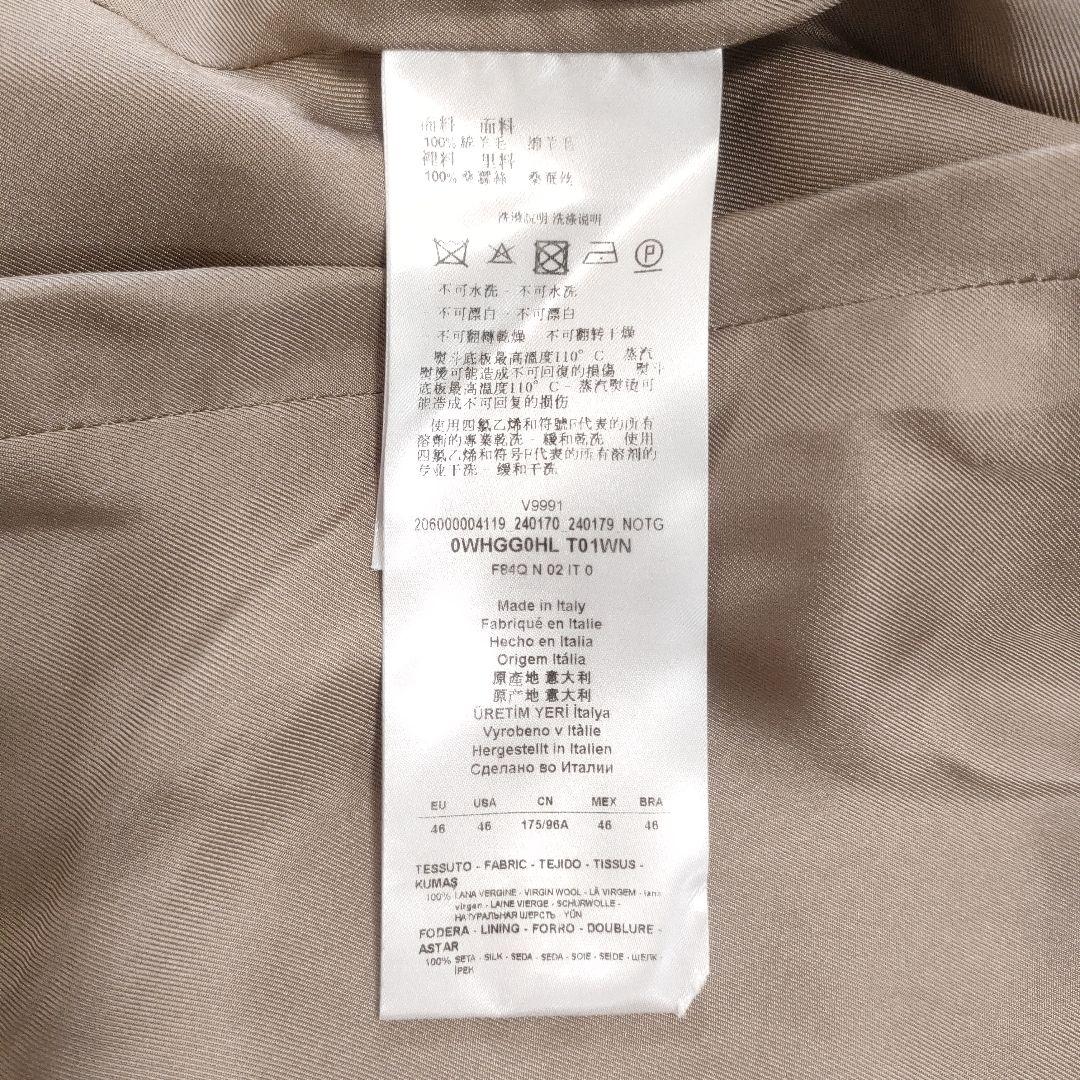 面料 面料
100% 綿羊毛 绵羊毛
裡料 里料
100% 桑蠶絲 桑蚕丝
洗滌說明 洗涤说明
P
- 不可水洗 - 不可水洗
- 不可漂白 - 不可漂白
- 不可翻轉乾燥 - 不可翻转干燥
- 熨斗底板最高溫度110° C - 蒸汽
熨燙可能造成不可回復的損傷 - 熨斗
底板最高温度110° C - 蒸汽熨烫可
能造成不可回复的损伤
- 使用四氯乙烯和符號F代表的所有
溶劑的專業乾洗 - 緩和乾洗 - 使用
四氯乙烯和符号F代表的所有溶剂的
专业干洗 - 缓和干洗
V9991
206000004119_240170_240179_NOTG
0WHGG0HL T01WN
F84Q N 02 IT 0
Made in Italy
Fabriqué en Italie
Hecho en Italia
Origem Itália
原產地 意大利
原产地 意大利
ÜRETİM YERİ İtalya
Vyrobeno v Itàlie
Hergestellt in Italien
Сделано во Италии
EU USA CN MEX BRA
46 46 175/96A 46 46
TESSUTO - FABRIC - TEJIDO - TISSUS -
KUMAŞ
100% LANA VERGINE - VIRGIN WOOL - LÃ VIRGEM - lana
virgen - LAINE VIERGE - SCHURWOLLE -
НАТУРАЛЬНАЯ ШЕРСТЬ - YÜN
FODERA - LINING - FORRO - DOUBLURE -
ASTAR
100% SETA - SILK - SEDA - SEDA - SOIE - SEIDE - ШЕЛК -
İPEK